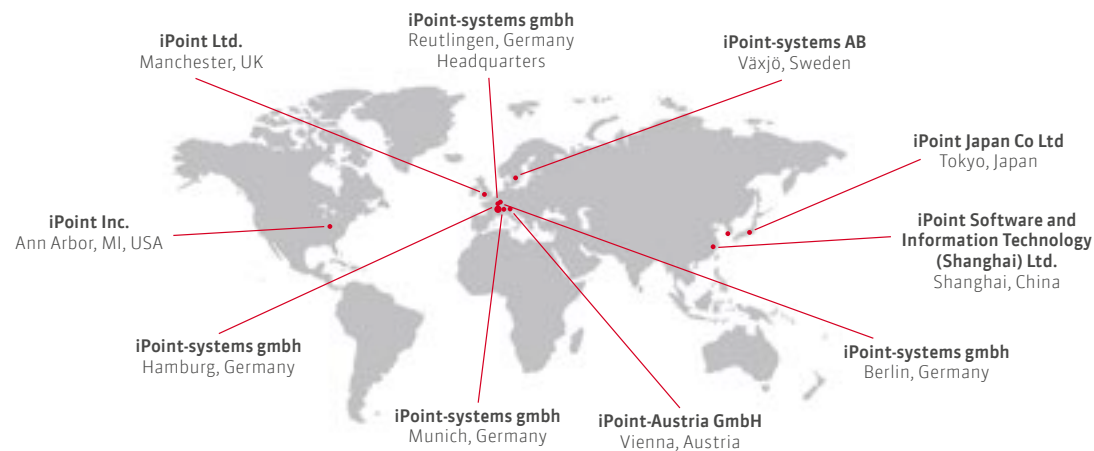 iPoint-systems gmbh
Reutlingen, Germany
Headquarters
iPoint Ltd.
Manchester, UK
iPoint-systems AB
Växjö, Sweden
iPoint Japan Co Ltd
Tokyo, Japan
iPoint Inc.
Ann Arbor, MI, USA
iPoint Software and
Information Technology
(Shanghai) Ltd.
Shanghai, China
iPoint-systems gmbh
Hamburg, Germany
iPoint-systems gmbh
Berlin, Germany
iPoint-systems gmbh
Munich, Germany
iPoint-Austria GmbH
Vienna, Austria